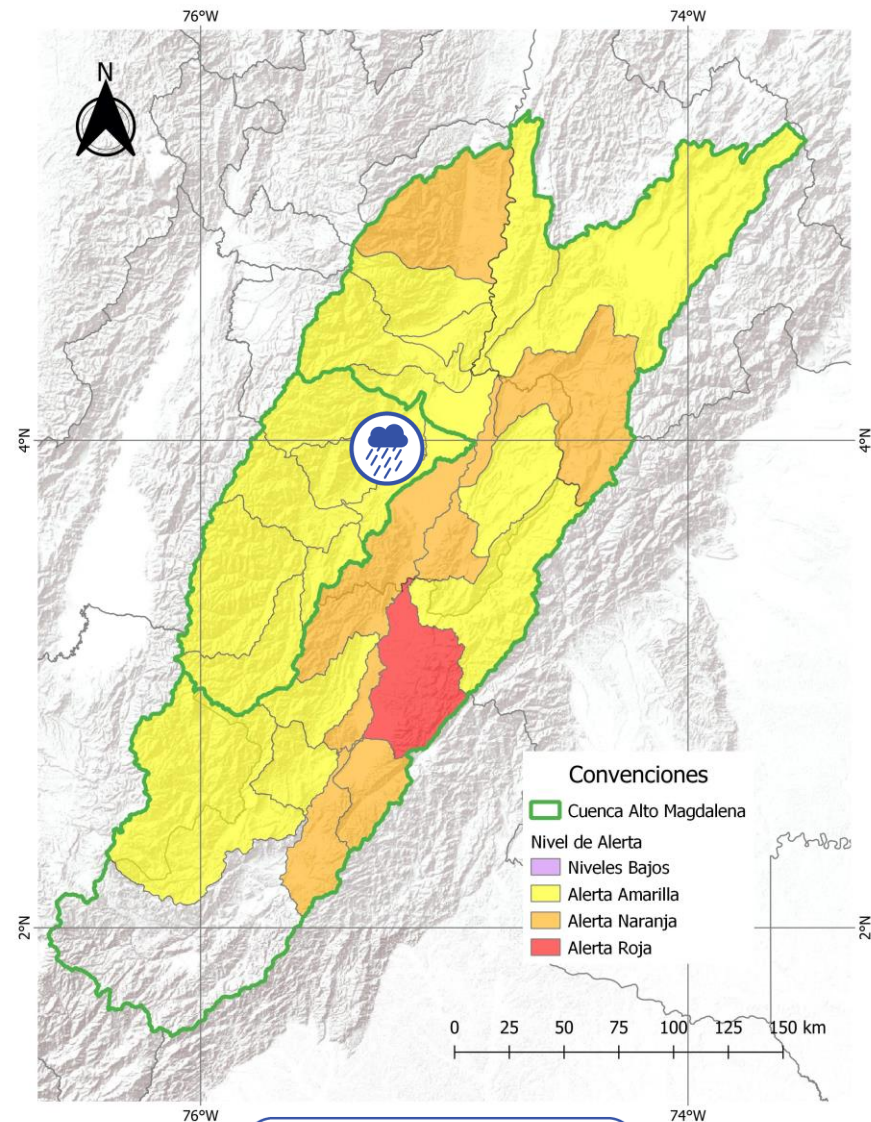 76°W 74°W
N
4°N 4°N
Convenciones
Cuenca Alto Magdalena
Nivel de Alerta
Niveles Bajos
Alerta Amarilla
Alerta Naranja
Alerta Roja
2°N 2°N
0 25 50 75 100 125 150 km
76°W 74°W